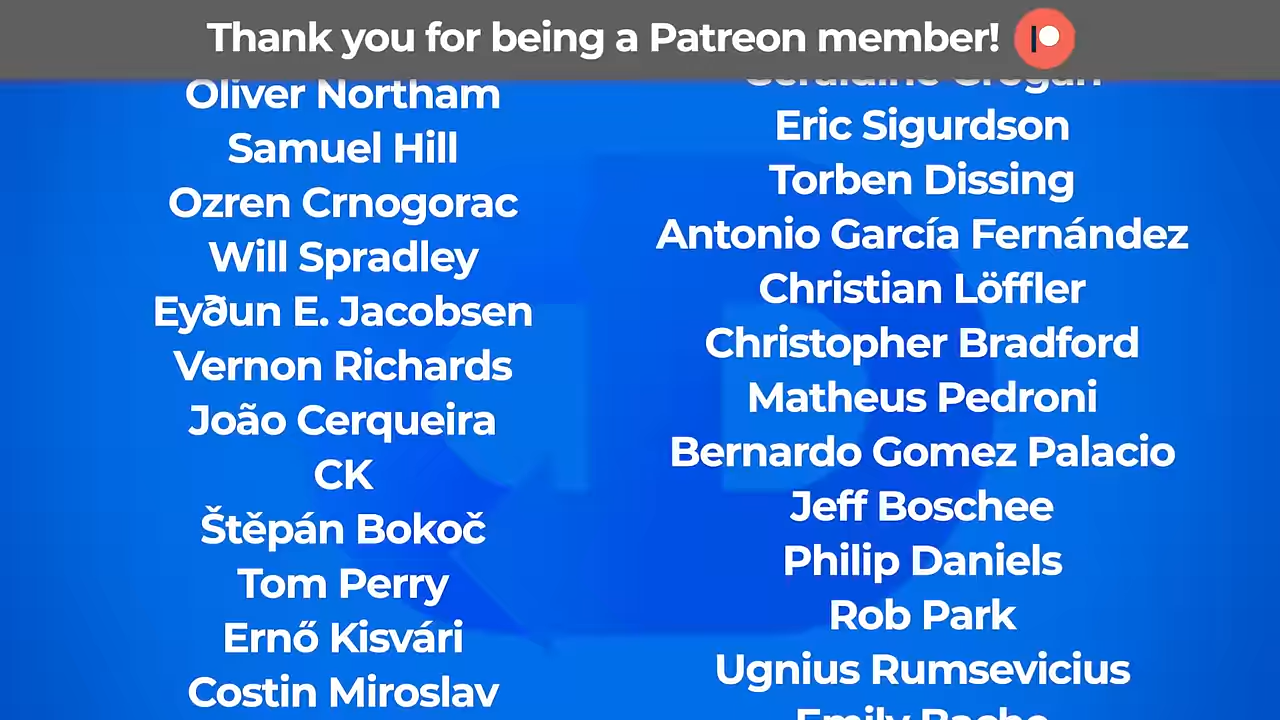 Thank you for being a Patreon member!
Oliver Northam
Samuel Hill
Ozren Crnogorac
Will Spradley
Eyðun E. Jacobsen
Vernon Richards
João Cerqueira
CK
Štěpán Bokoč
Tom Perry
Ernő Kisvári
Costin Miroslav
Eric Sigurdson
Torben Dissing
Antonio García Fernández
Christian Löffler
Christopher Bradford
Matheus Pedroni
Bernardo Gomez Palacio
Jeff Boschee
Philip Daniels
Rob Park
Ugnius Rumsevicius